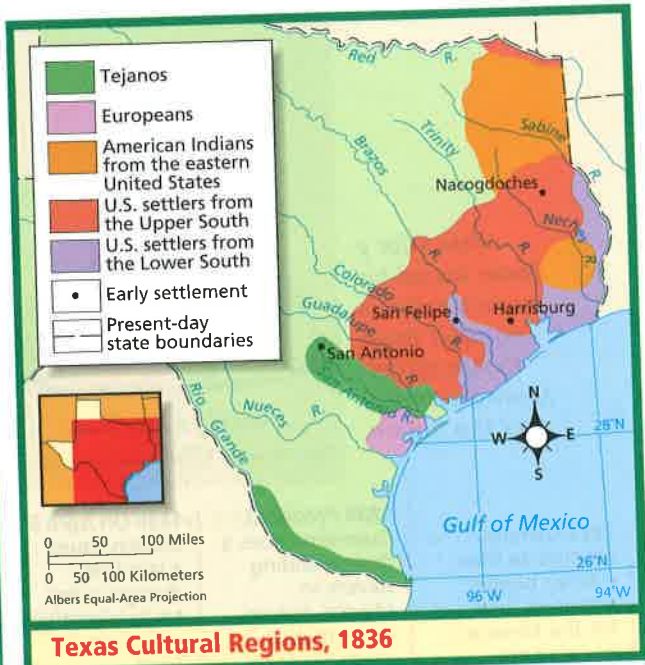 Tejanos
Europeans
American Indians
from the eastern
United States
U.S. settlers from
the Upper South
U.S. settlers from
the Lower South
Early settlement
Present-day
state boundaries
Red R.
Sabine R.
Trinity R.
Brazos R.
Nacogdoches
Neches R.
Colorado R.
San Felipe
Harrisburg
Guadalupe R.
San Antonio
San Antonio R.
Nueces R.
Rio Grande
28°N
N
W E
S
Gulf of Mexico
0 50 100 Miles
0 50 100 Kilometers
Albers Equal-Area Projection
26°N
96°W
94°W
Texas Cultural Regions, 1836